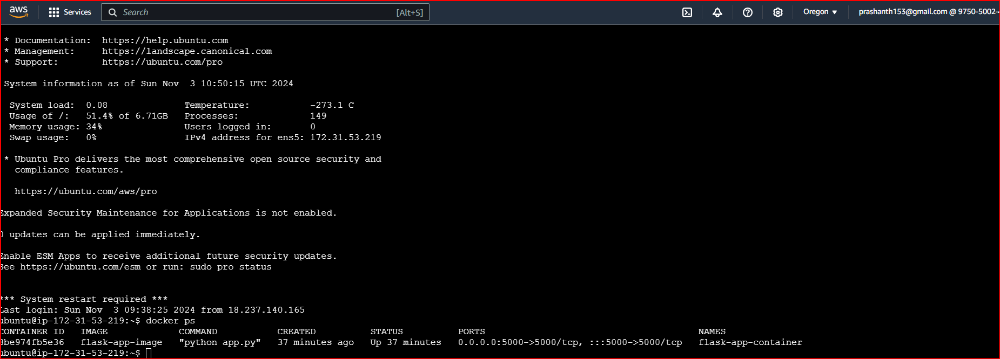 aws Services Search [Alt+S] Oregon prashanth153@gmail.com @ 9750-5002-
* Documentation: https://help.ubuntu.com
* Management: https://landscape.canonical.com
* Support: https://ubuntu.com/pro
System information as of Sun Nov 3 10:50:15 UTC 2024
System load: 0.08 Temperature: -273.1 C
Usage of /: 51.4% of 6.71GB Processes: 149
Memory usage: 34% Users logged in: 0
Swap usage: 0% IPv4 address for ens5: 172.31.53.219
* Ubuntu Pro delivers the most comprehensive open source security and
compliance features.
https://ubuntu.com/aws/pro
Expanded Security Maintenance for Applications is not enabled.
0 updates can be applied immediately.
Enable ESM Apps to receive additional future security updates.
See https://ubuntu.com/esm or run: sudo pro status
*** System restart required ***
Last login: Sun Nov 3 09:38:25 2024 from 18.237.140.165
ubuntu@ip-172-31-53-219:~$ docker ps
CONTAINER ID IMAGE COMMAND CREATED STATUS PORTS NAMES
3be974fb5e36 flask-app-image "python app.py" 37 minutes ago Up 37 minutes 0.0.0.0:5000->5000/tcp, :::5000->5000/tcp flask-app-container
ubuntu@ip-172-31-53-219:~$